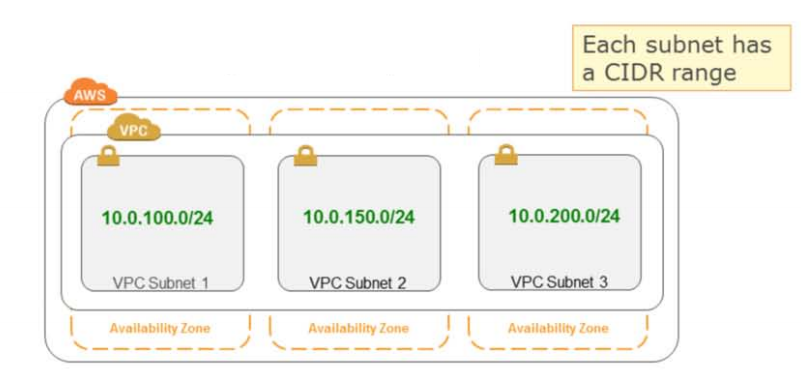 Each subnet has
a CIDR range
AWS
VPC
10.0.100.0/24
10.0.150.0/24
10.0.200.0/24
VPC Subnet 1
VPC Subnet 2
VPC Subnet 3
Availability Zone
Availability Zone
Availability Zone